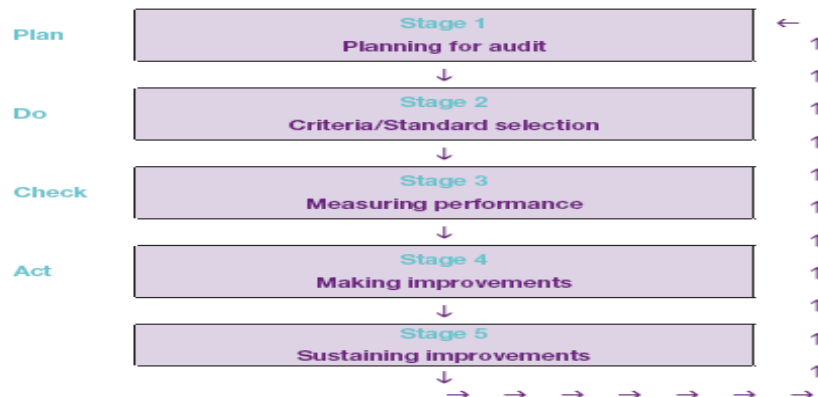 Plan
Stage 1
Planning for audit
Do
Stage 2
Criteria/Standard selection
Check
Stage 3
Measuring performance
Act
Stage 4
Making improvements
Stage 5
Sustaining improvements